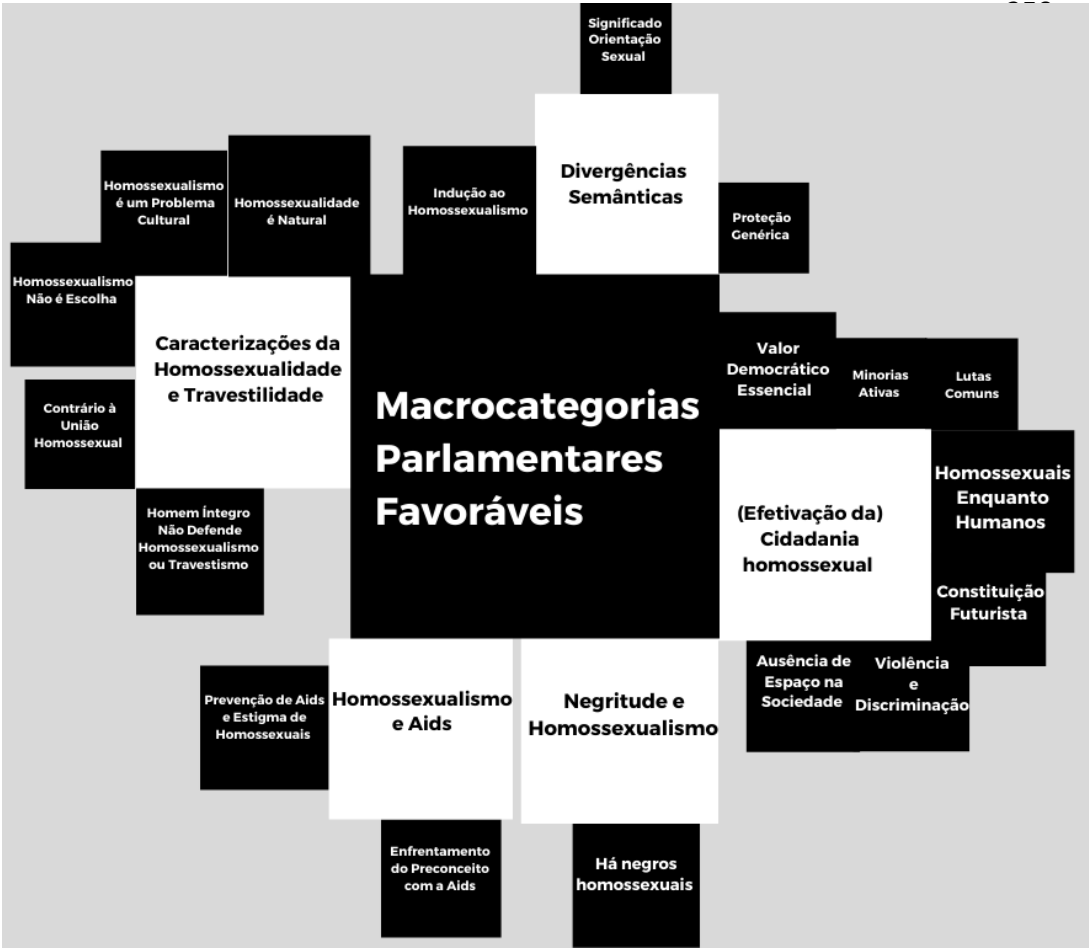 Significado
Orientação
Sexual
Divergências
Semânticas
Indução ao
Homossexualismo
Proteção
Genérica
Homossexualismo
é um Problema
Cultural
Homossexualidade
é Natural
Homossexualismo
Não é Escolha
Caracterizações da
Homossexualidade
e Travestilidade
Contrário à
União
Homossexual
Homem Íntegro
Não Defende
Homossexualismo
ou Travestismo
Macrocategorias
Parlamentares
Favoráveis
Valor
Democrático
Essencial
Minorias
Ativas
Lutas
Comuns
(Efetivação da)
Cidadania
homossexual
Homossexuais
Enquanto
Humanos
Constituição
Futurista
Ausência de
Espaço na
Sociedade
Violência
e
Discriminação
Prevenção de Aids
e Estigma de
Homossexuais
Homossexualismo
e Aids
Negritude e
Homossexualismo
Enfrentamento
do Preconceito
com a Aids
Há negros
homossexuais